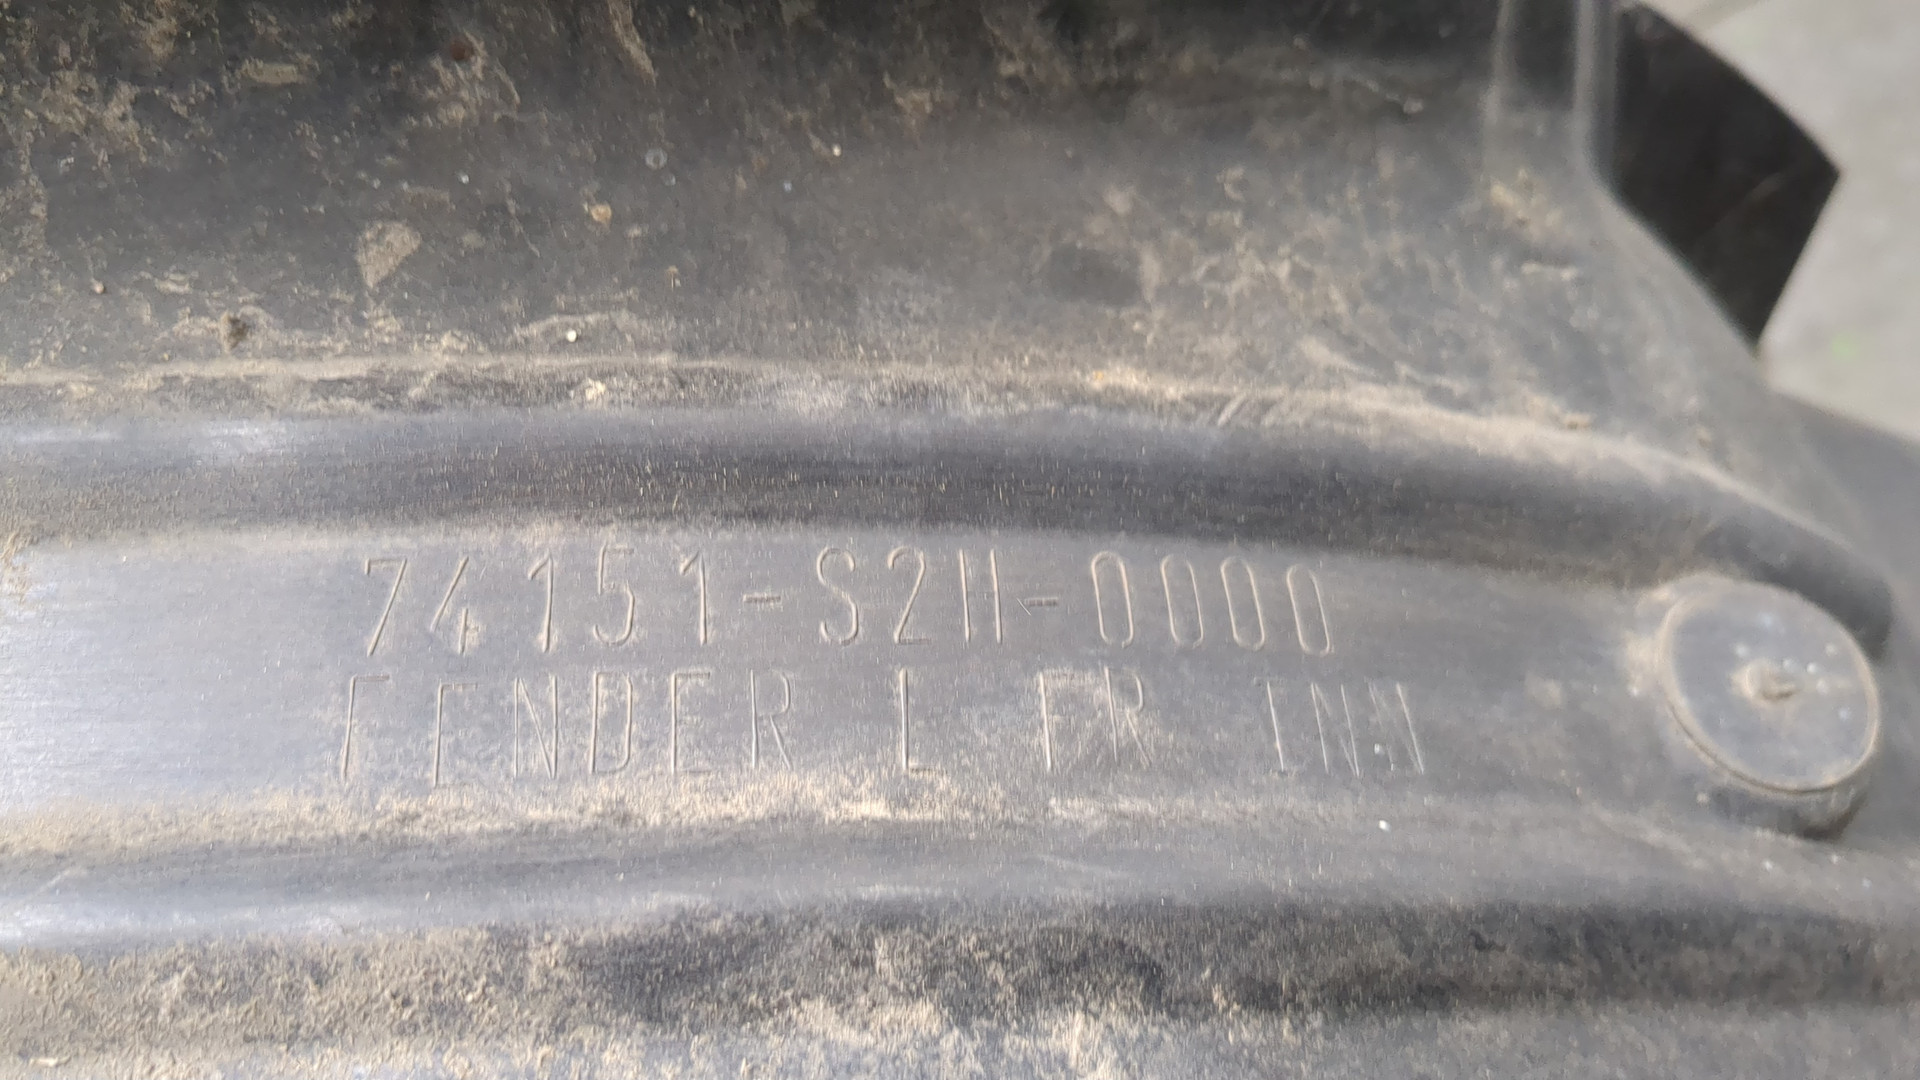 74151-S2H-0000
FENDER L FR INN